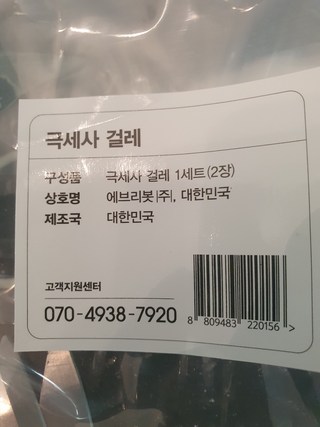 극세사 걸레
구성품 극세사 걸레 1세트(2장)
상호명 에브리봇(주), 대한민국
제조국 대한민국
고객지원센터
070-4938-7920
8 809483 220156 >